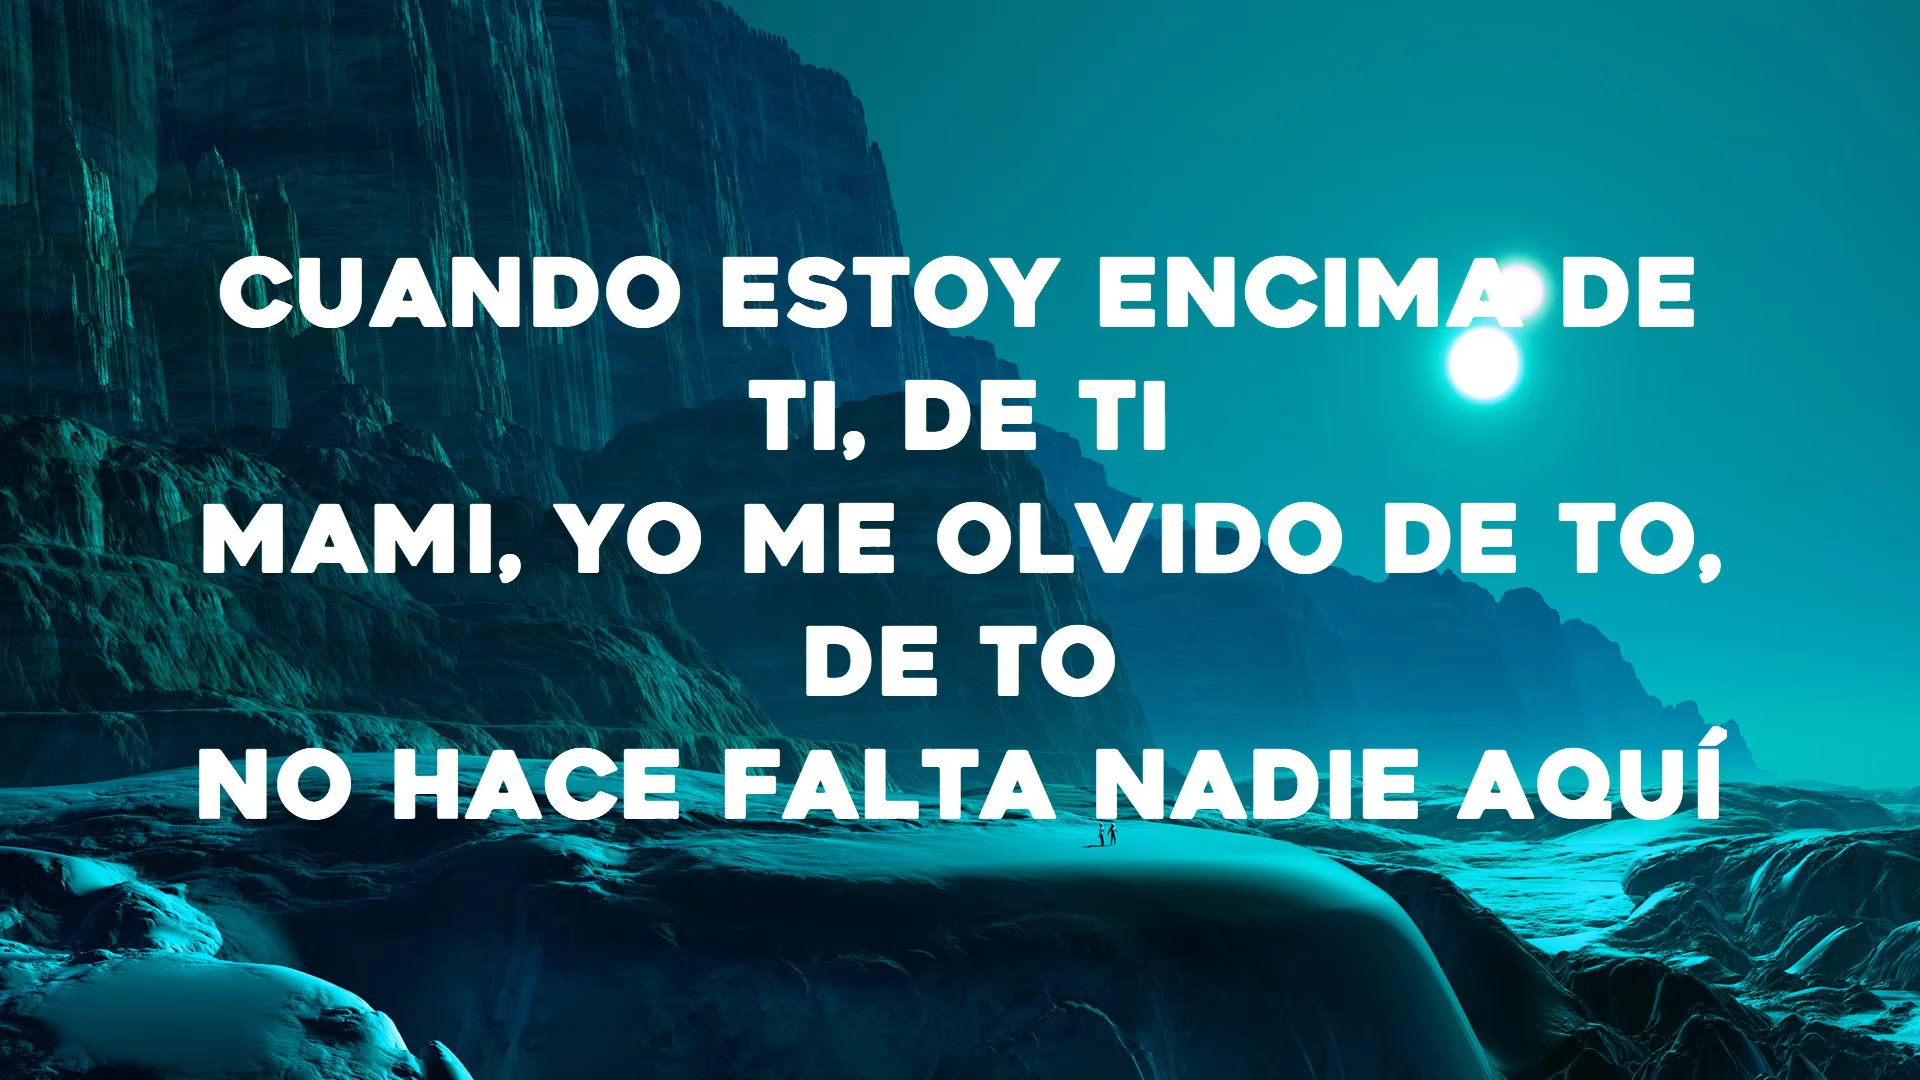 CUANDO ESTOY ENCIMA DE
TI, DE TI
MAMI, YO ME OLVIDO DE TO,
DE TO
NO HACE FALTA NADIE AQUÍ